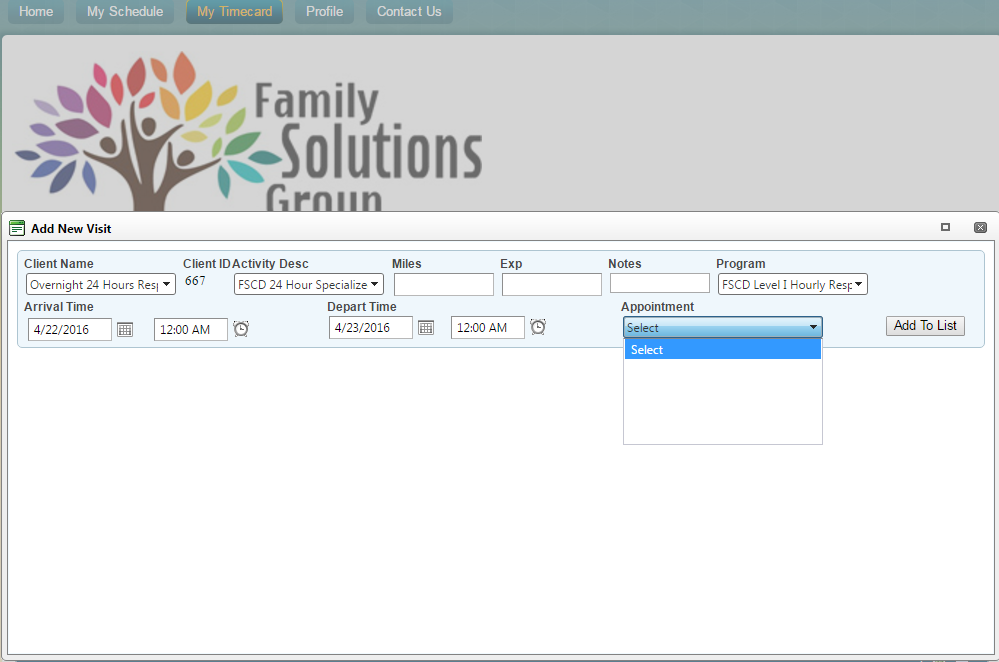 Home My Schedule My Timecard Profile Contact Us
Family
Solutions
Group
Add New Visit
Client Name Client ID Activity Desc Miles Exp Notes Program
Overnight 24 Hours Resp 667 FSCD 24 Hour Specialize FSCD Level I Hourly Resp
Arrival Time Depart Time Appointment
4/22/2016 12:00 AM 4/23/2016 12:00 AM Select Add To List
Select